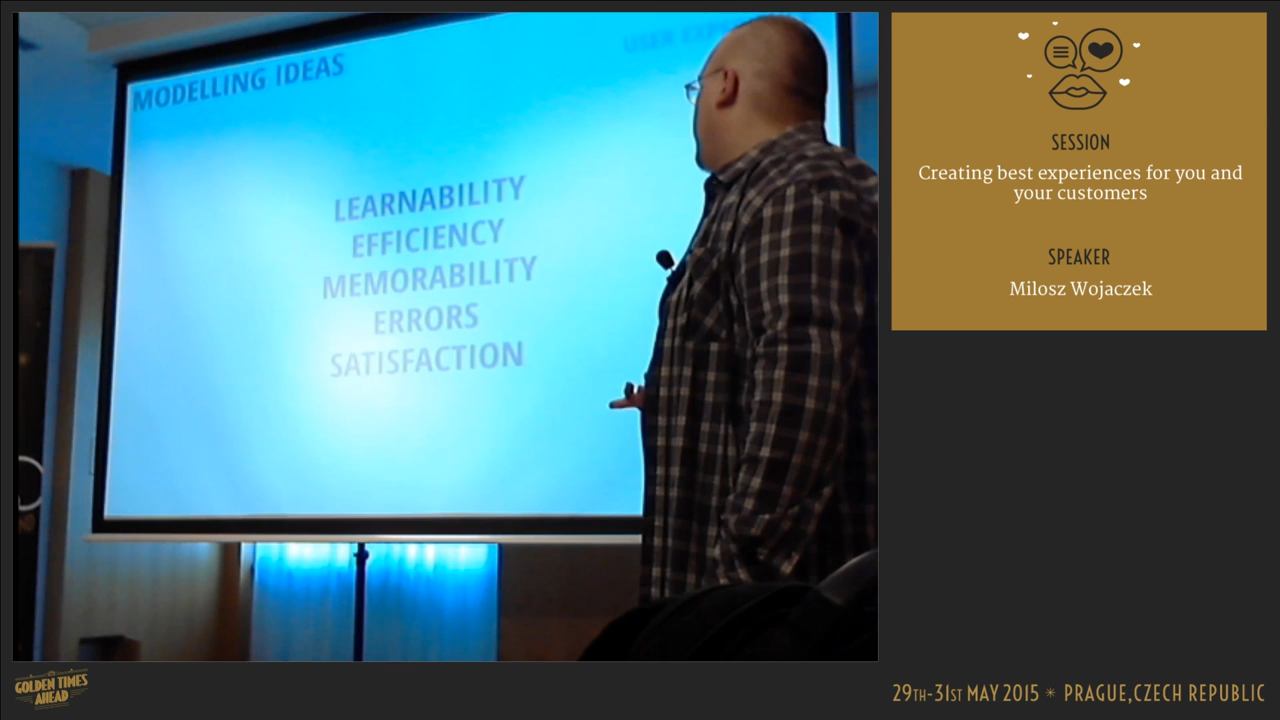 MODELLING IDEAS
USER
LEARNABILITY
EFFICIENCY
MEMORABILITY
ERRORS
SATISFACTION
SESSION
Creating best experiences for you and
your customers
SPEAKER
Milosz Wojaczek
GOLDEN TIMES
AHEAD
29TH-31ST MAY 2015 * PRAGUE,CZECH REPUBLIC